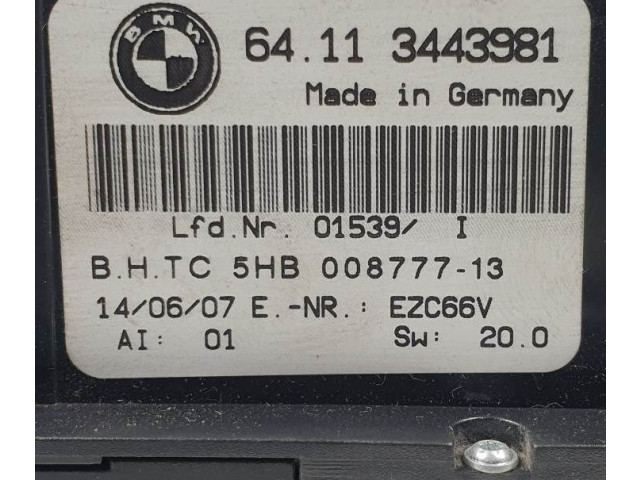 BMW
64.11 3443981
Made in Germany
Lfd.Nr. 01539/ I
B.H.TC 5HB 008777-13
14/06/07 E.-NR.: EZC66V
AI: 01 Sw: 20.0